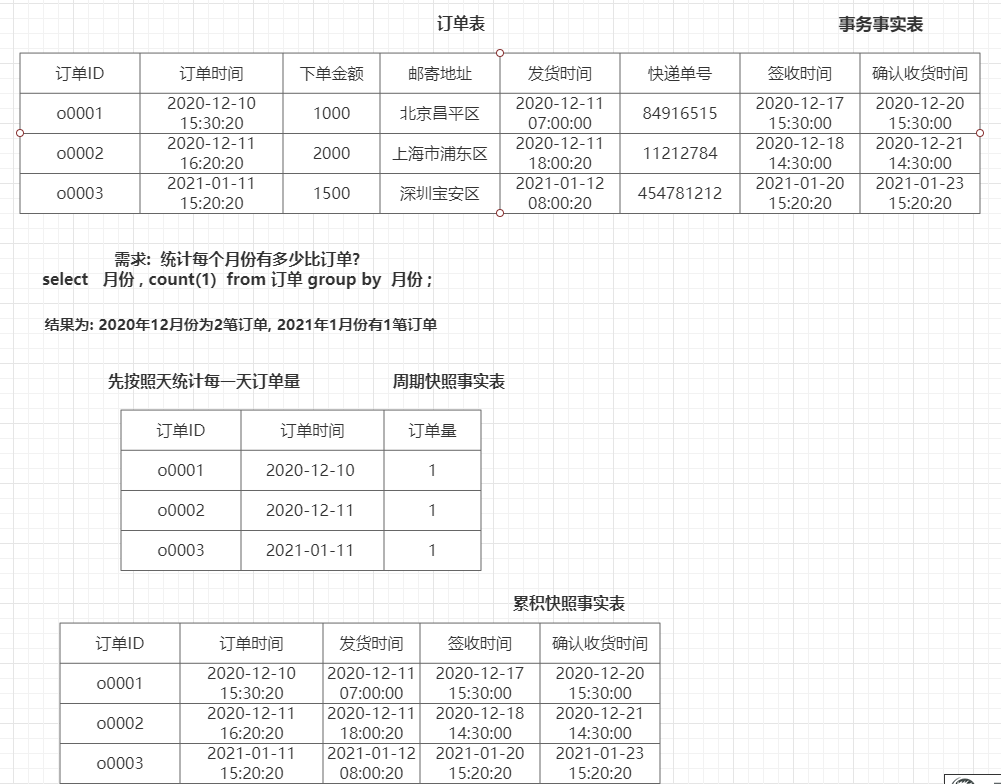 订单表 事务事实表
订单ID 订单时间 下单金额 邮寄地址 发货时间 快递单号 签收时间 确认收货时间
o0001 2020-12-10 15:30:20 1000 北京昌平区 2020-12-11 07:00:00 84916515 2020-12-17 15:30:00 2020-12-20 15:30:00
o0002 2020-12-11 16:20:20 2000 上海市浦东区 2020-12-11 18:00:20 11212784 2020-12-18 14:30:00 2020-12-21 14:30:00
o0003 2021-01-11 15:20:20 1500 深圳宝安区 2021-01-12 08:00:20 454781212 2021-01-20 15:20:20 2021-01-23 15:20:20
需求: 统计每个月份有多少比订单?
select 月份 , count(1) from 订单 group by 月份 ;
结果为: 2020年12月份为2笔订单, 2021年1月份有1笔订单
先按照天统计每一天订单量 周期快照事实表
订单ID 订单时间 订单量
o0001 2020-12-10 1
o0002 2020-12-11 1
o0003 2021-01-11 1
累积快照事实表
订单ID 订单时间 发货时间 签收时间 确认收货时间
o0001 2020-12-10 15:30:20 2020-12-11 07:00:00 2020-12-17 15:30:00 2020-12-20 15:30:00
o0002 2020-12-11 16:20:20 2020-12-11 18:00:20 2020-12-18 14:30:00 2020-12-21 14:30:00
o0003 2021-01-11 15:20:20 2021-01-12 08:00:20 2021-01-20 15:20:20 2021-01-23 15:20:20